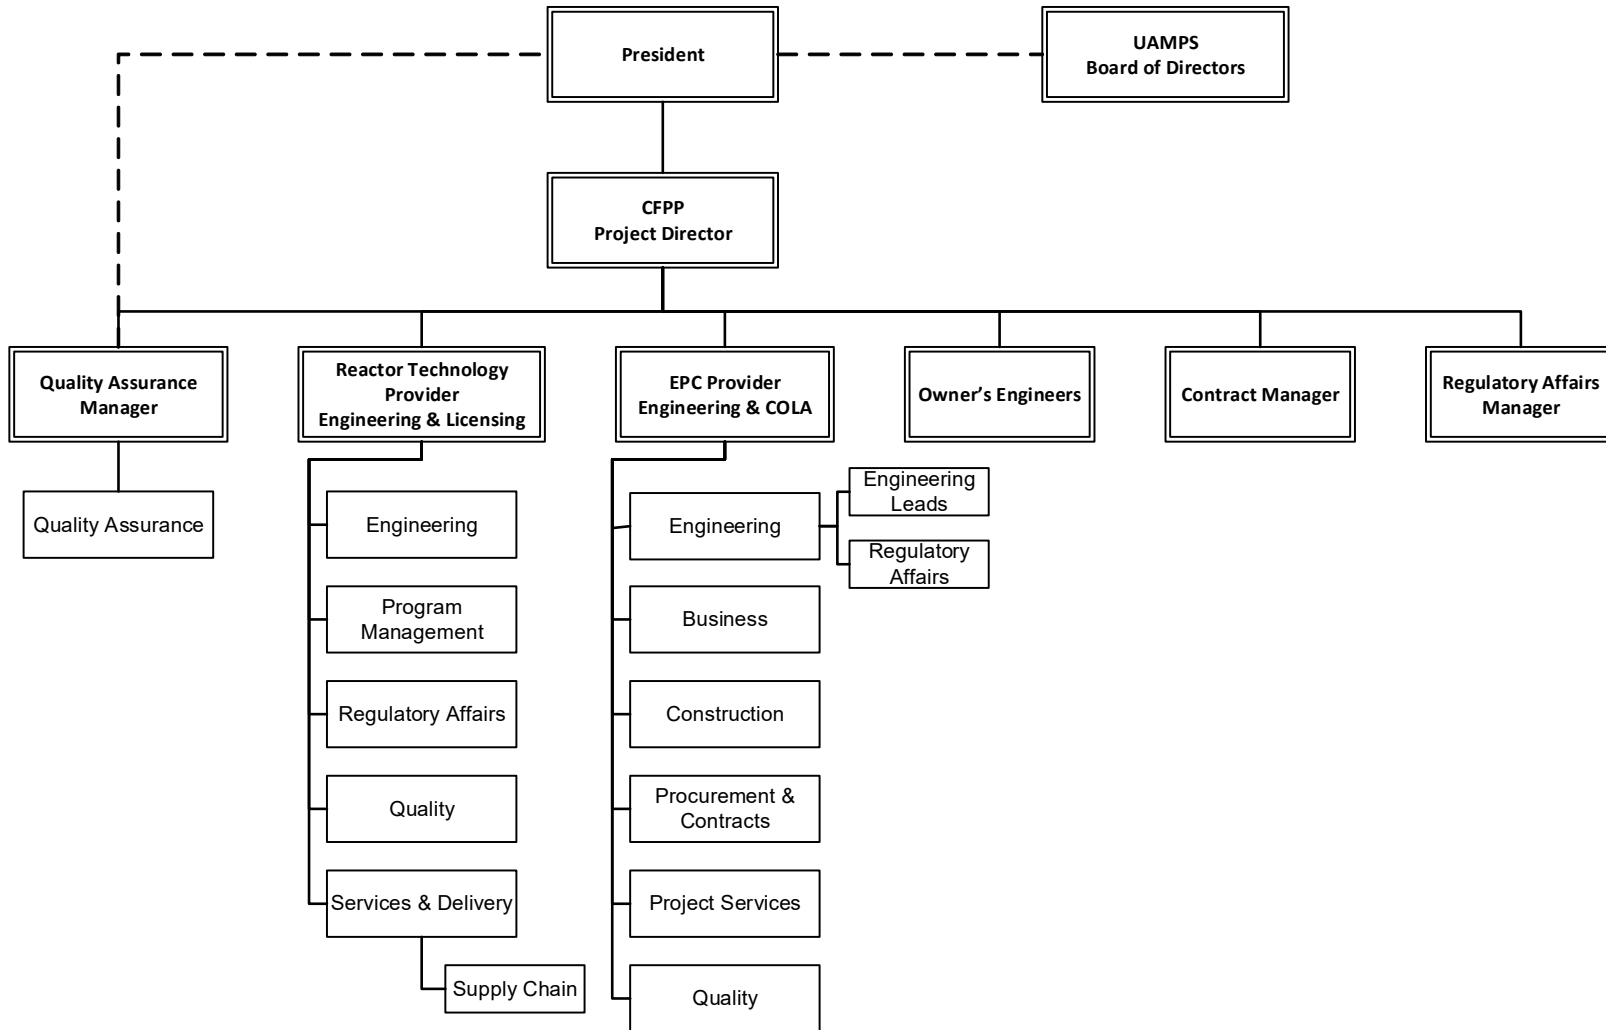 President
UAMPS
Board of Directors
CFPP
Project Director
Quality Assurance
Manager
Reactor Technology
Provider
Engineering & Licensing
EPC Provider
Engineering & COLA
Owner’s Engineers
Contract Manager
Regulatory Affairs
Manager
Quality Assurance
Engineering
Program
Management
Regulatory Affairs
Quality
Services & Delivery
Supply Chain
Engineering
Engineering
Leads
Regulatory
Affairs
Business
Construction
Procurement &
Contracts
Project Services
Quality